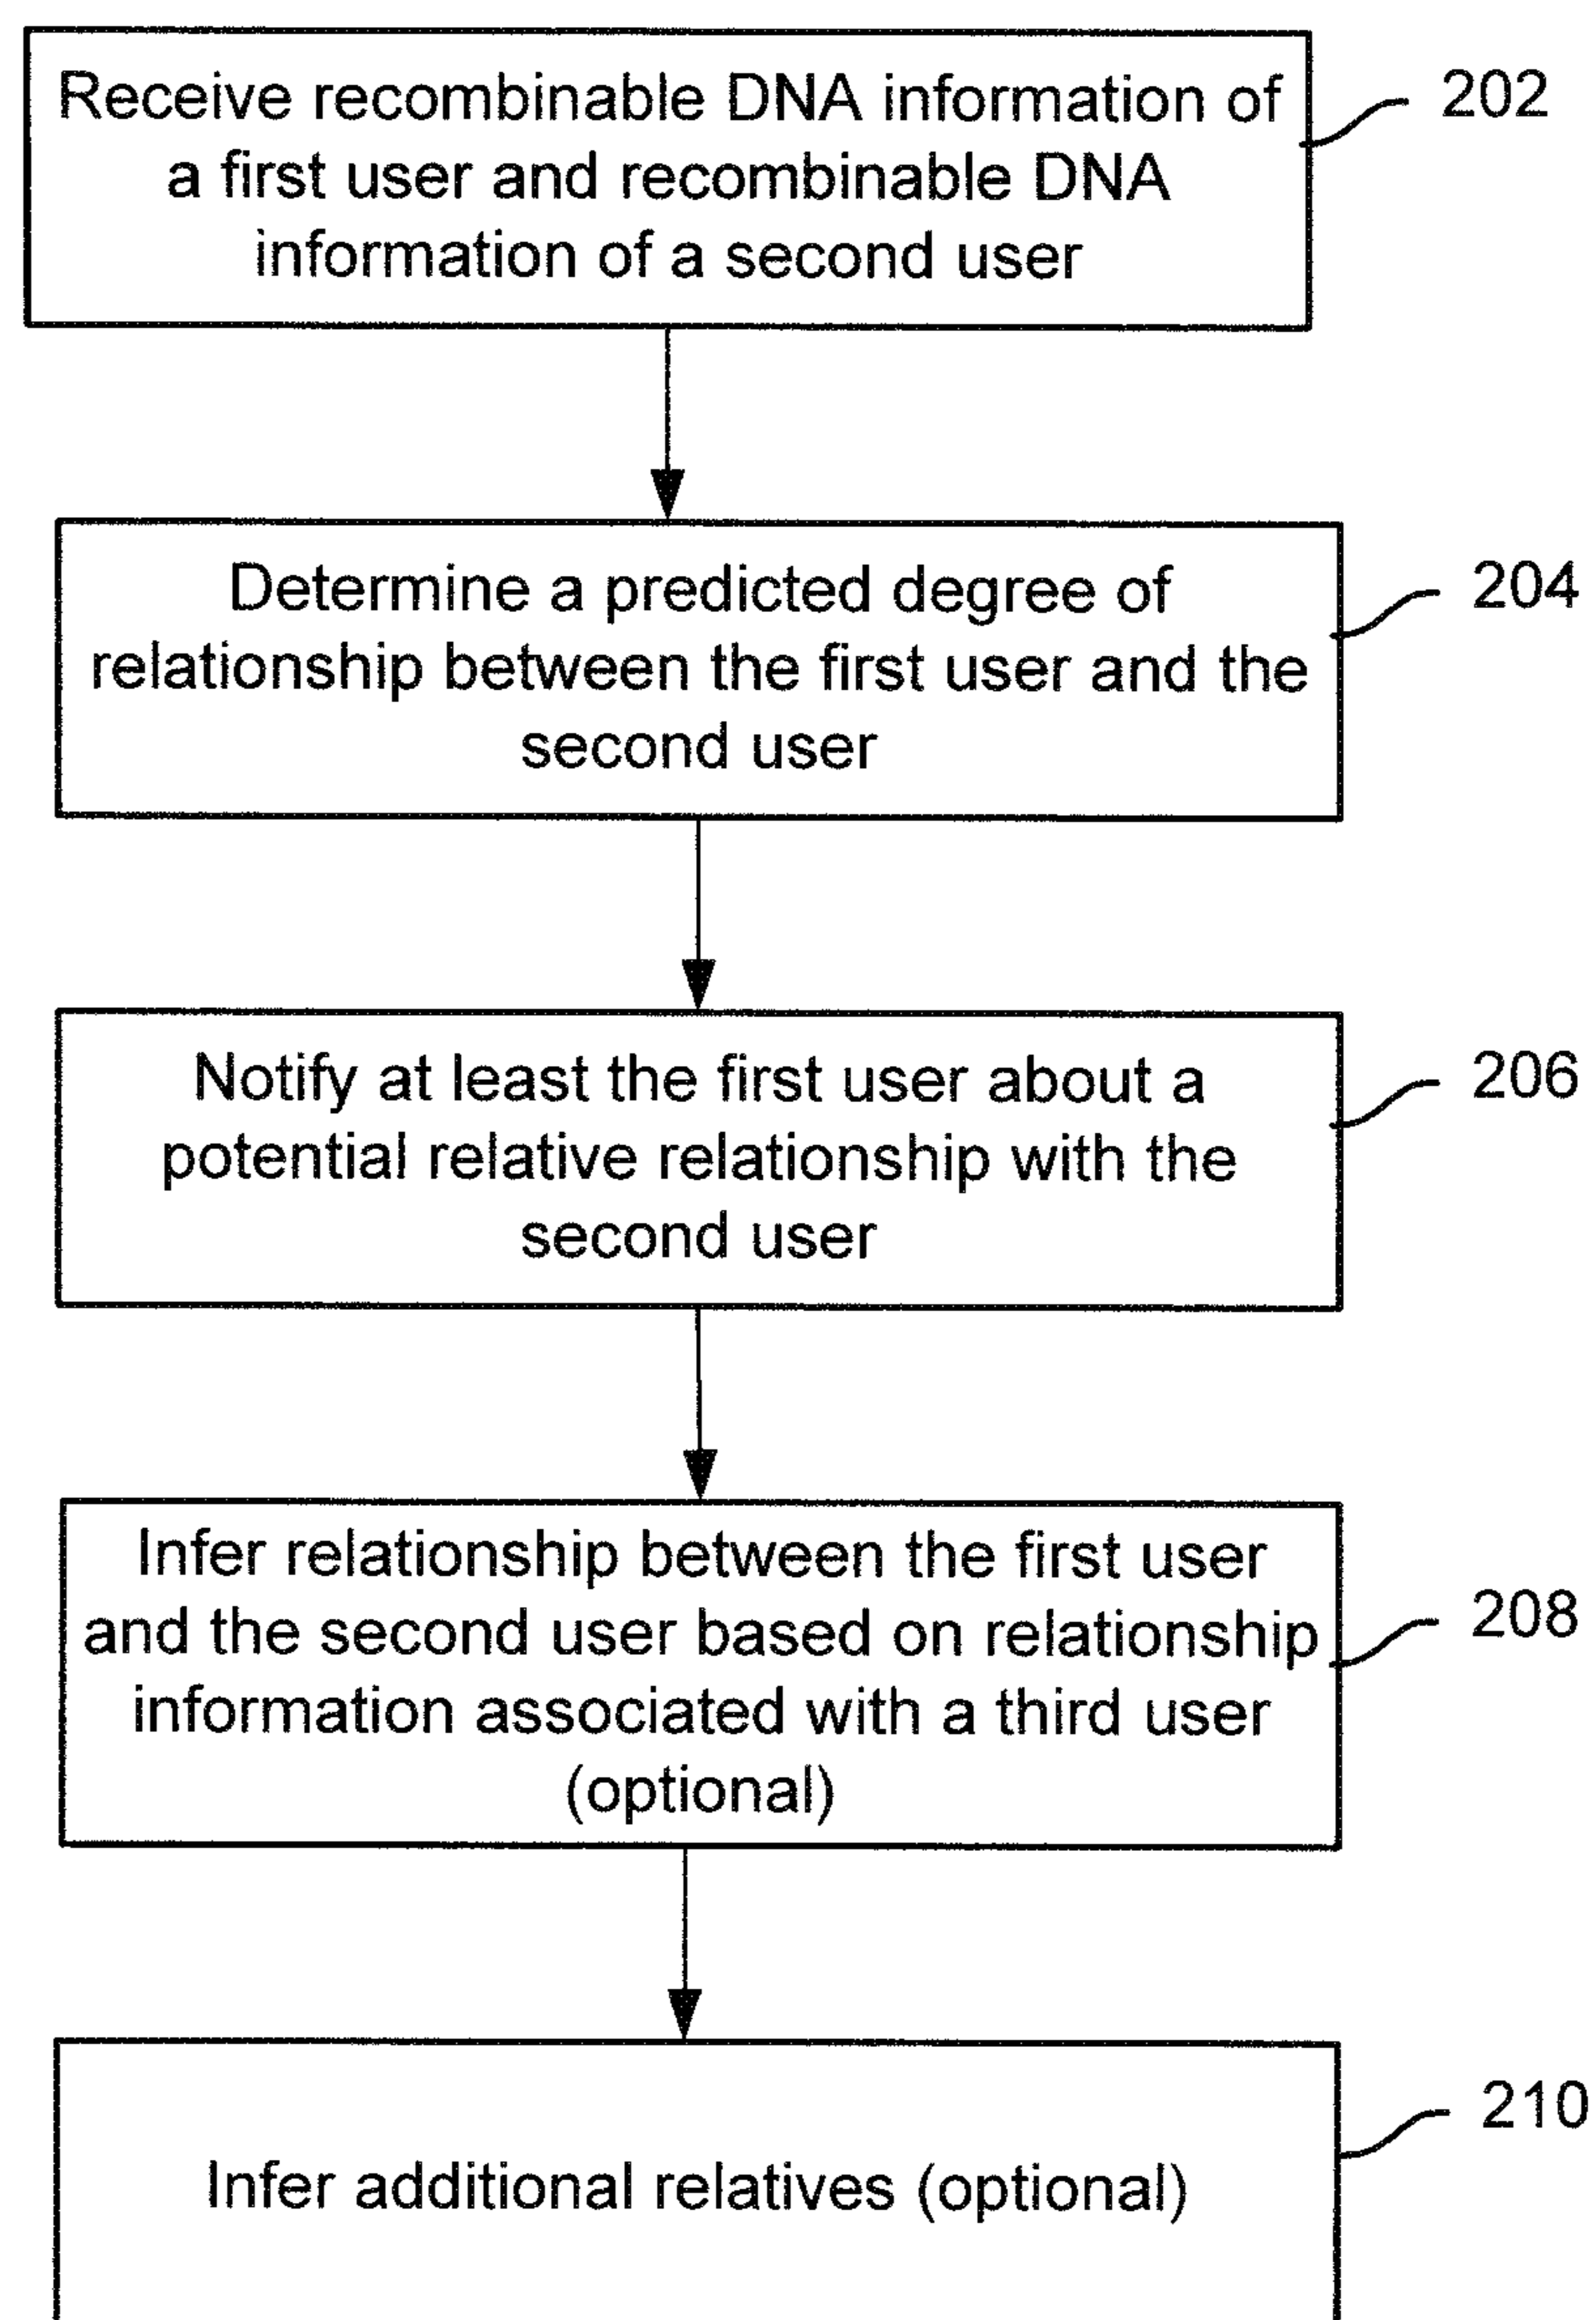 Receive recombinable DNA information of
a first user and recombinable DNA
information of a second user
202
Determine a predicted degree of
relationship between the first user and the
second user
204
Notify at least the first user about a
potential relative relationship with the
second user
206
Infer relationship between the first user
and the second user based on relationship
information associated with a third user
(optional)
208
Infer additional relatives (optional)
210